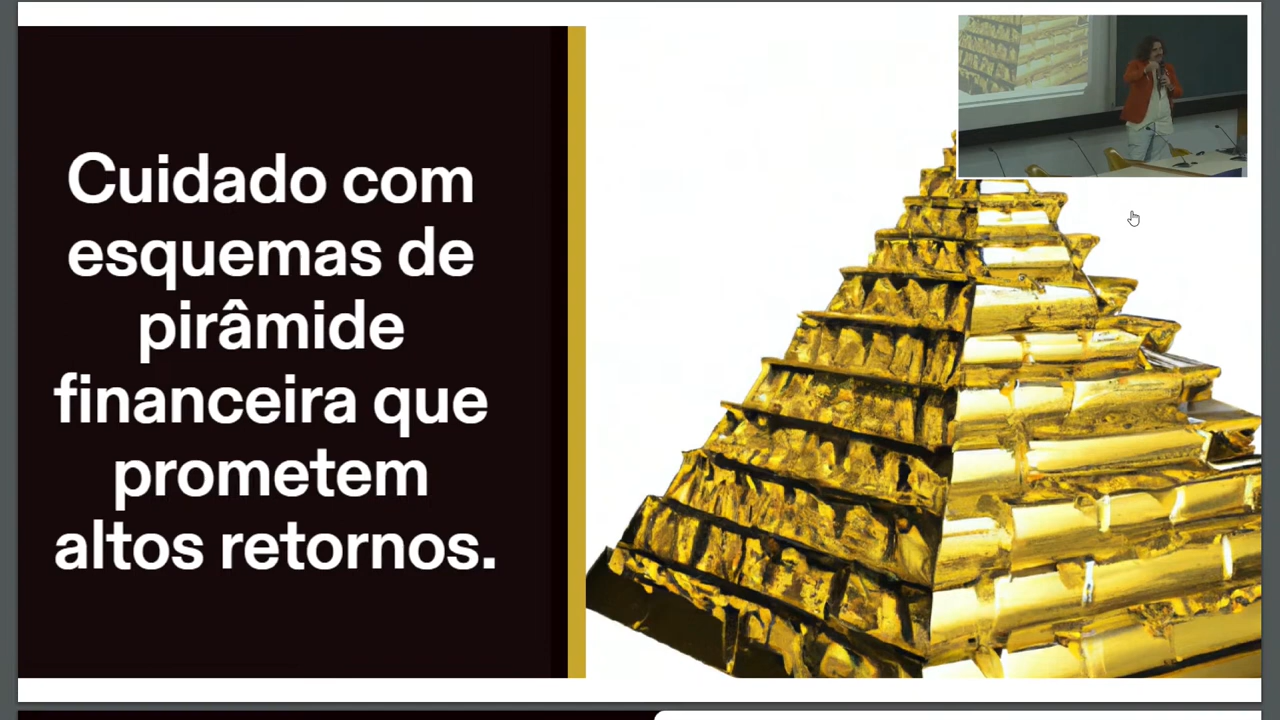 Cuidado com
esquemas de
pirâmide
financeira que
prometem
altos retornos.